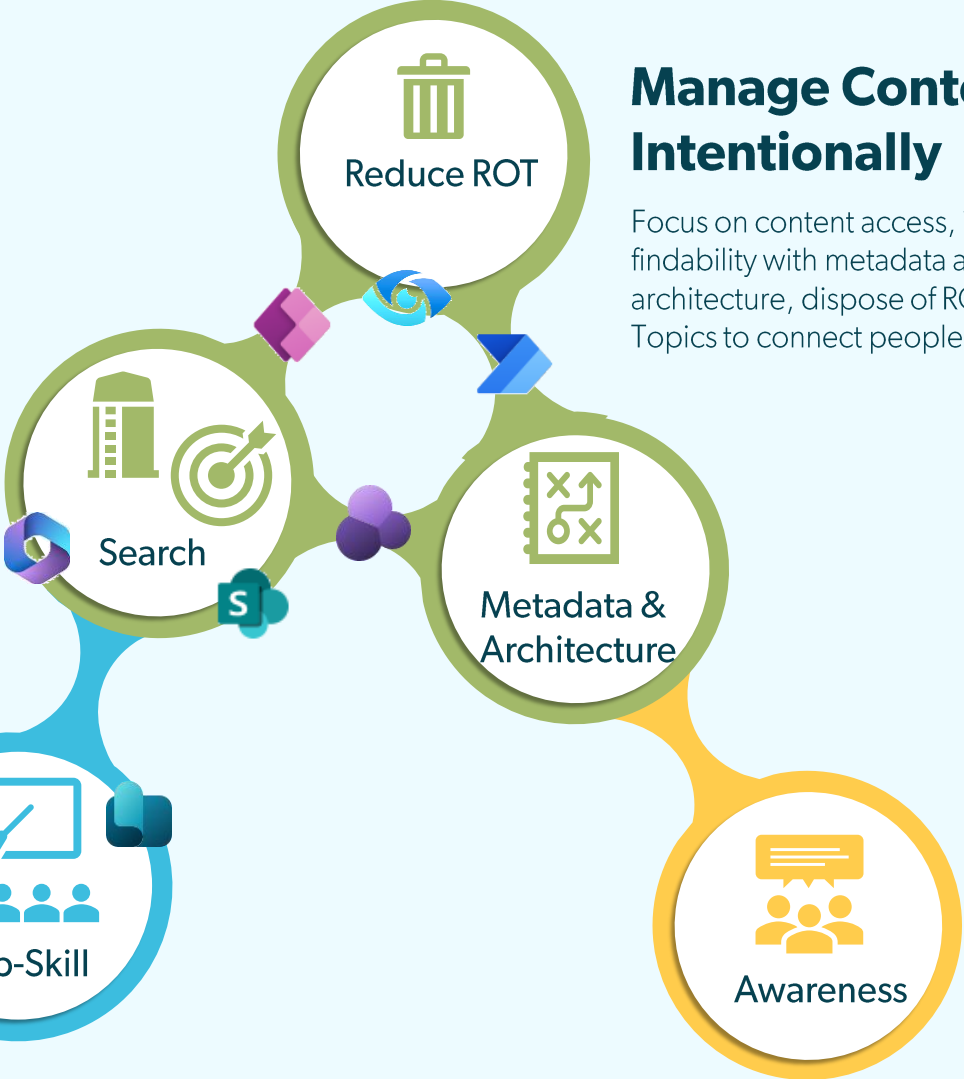 Reduce ROT
Manage Conte
Intentionally
Focus on content access,
findability with metadata a
architecture, dispose of RO
Topics to connect people
Search
S
Metadata &
Architecture
p-Skill
Awareness